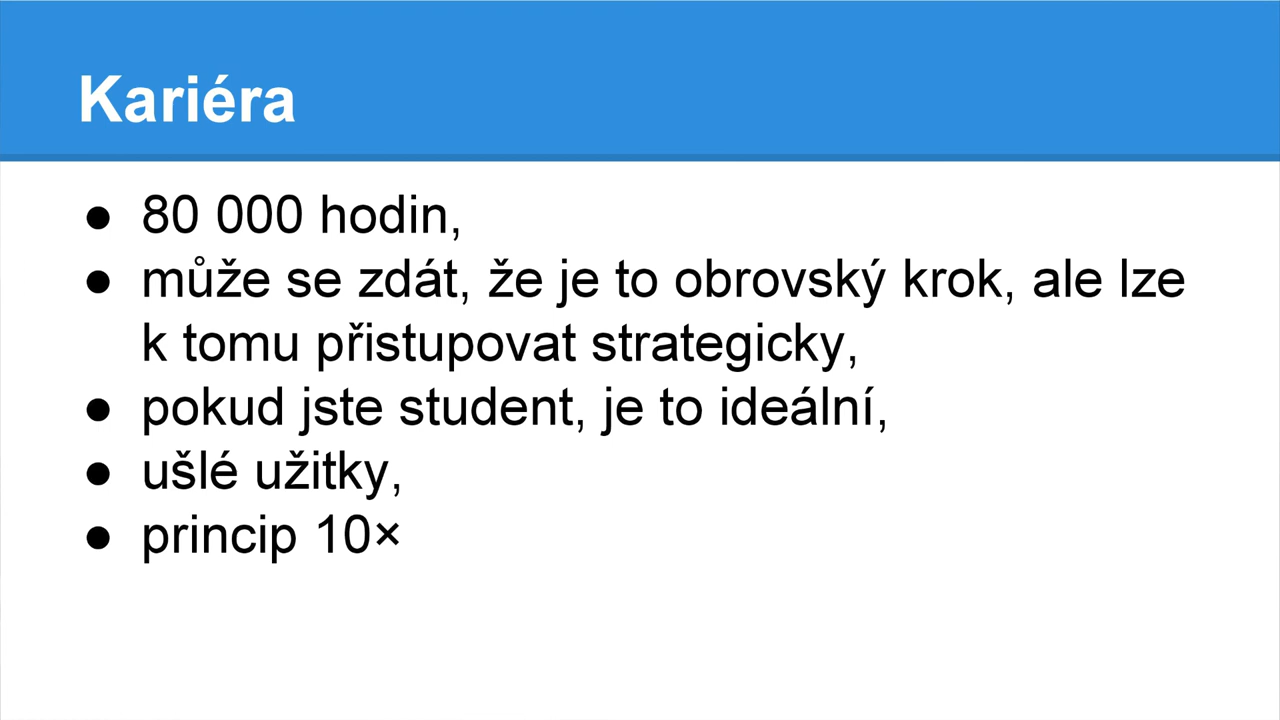 Kariéra
● 80 000 hodin,
● může se zdát, že je to obrovský krok, ale lze
k tomu přistupovat strategicky,
● pokud jste student, je to ideální,
● ušlé užitky,
● princip 10×